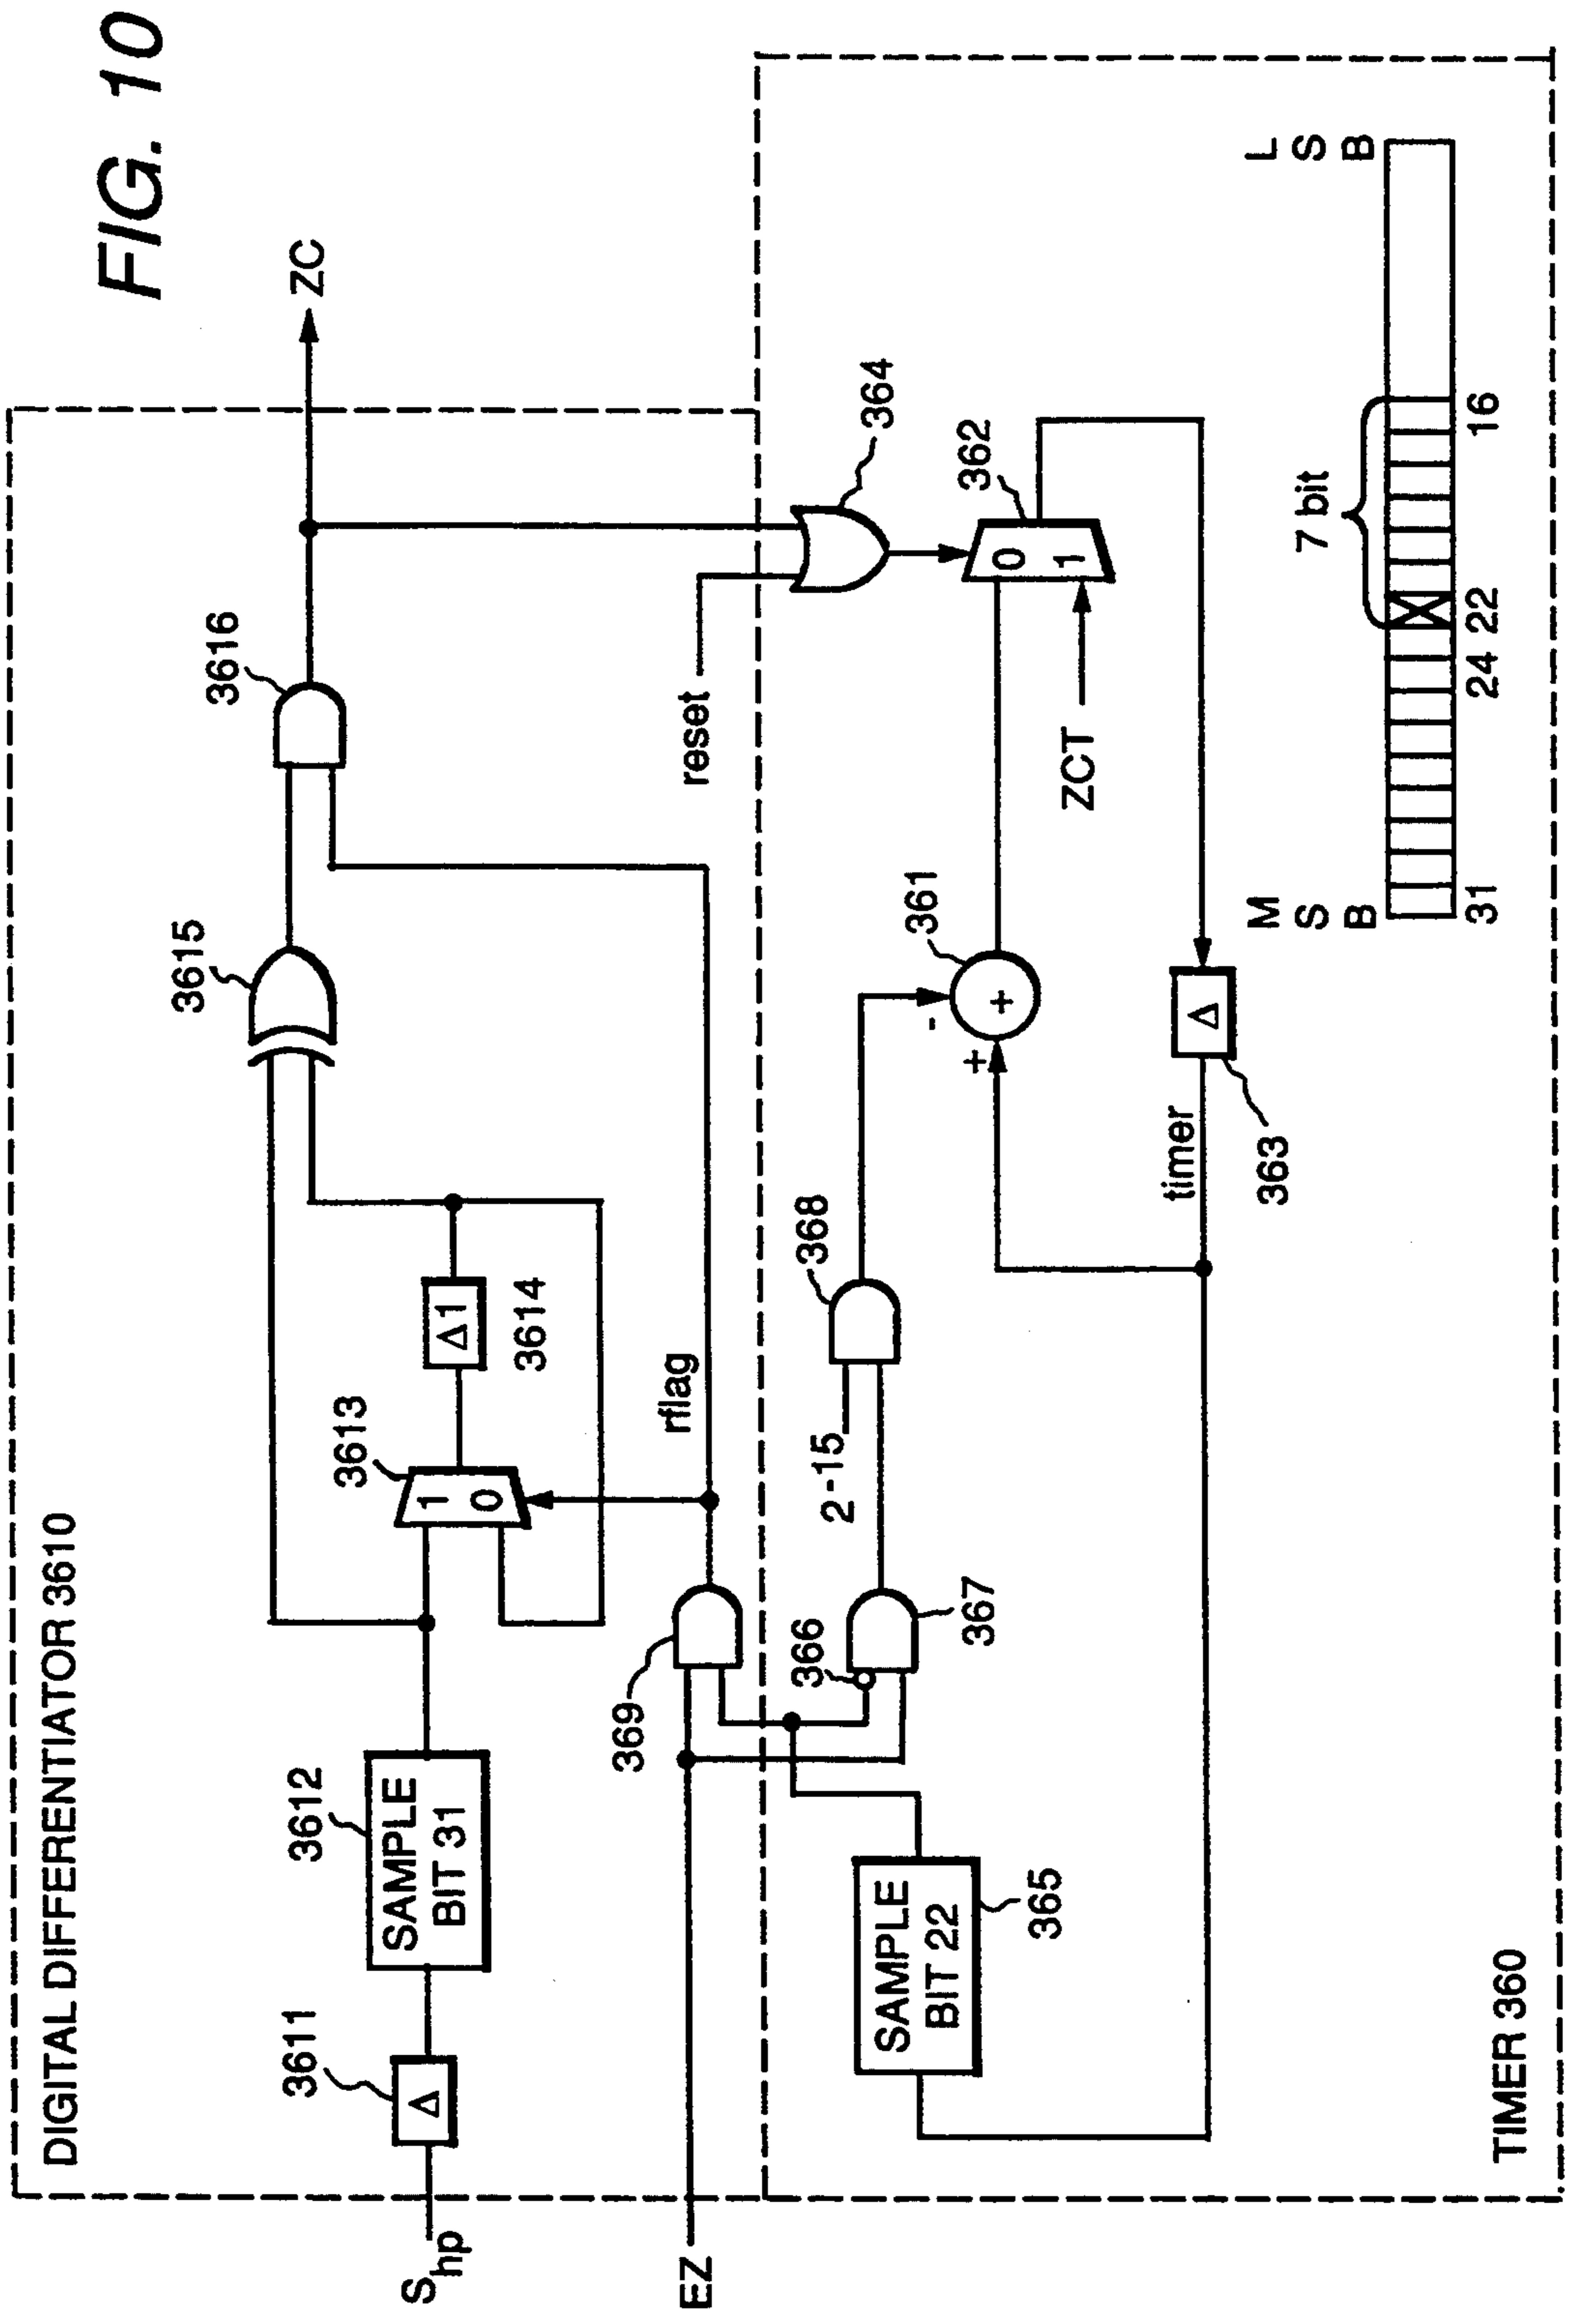 FIG. 10
DIGITAL DIFFERENTIATOR 3610
S hp
3611
Δ
3612
SAMPLE
BIT 31
3613
1
0
Δ1
3614
3615
3616
ZC
EZ
369
rflag
reset
364
366
367
2-15
368
361
-
+
+
362
0
1
ZCT
SAMPLE
BIT 22
365
timer
Δ
363
M
S
B
L
S
B
7 bit
31
24
22
16
TIMER 360